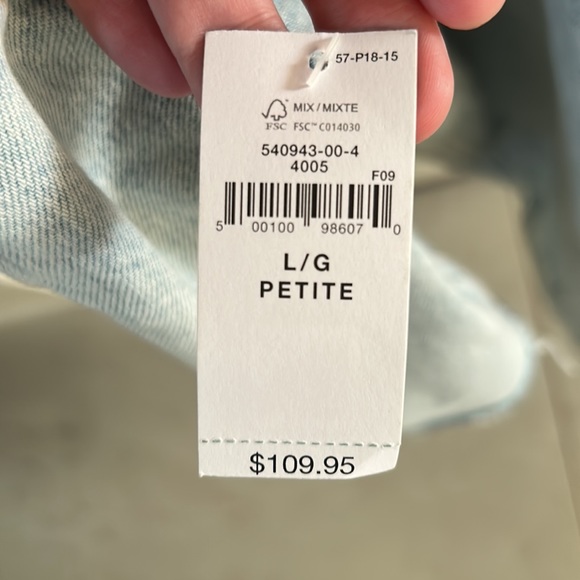 57-P18-15
MIX / MIXTE
FSC FSC™ C014030
540943-00-4
4005
F09
5 00100 98607 0
L/G
PETITE
$109.95